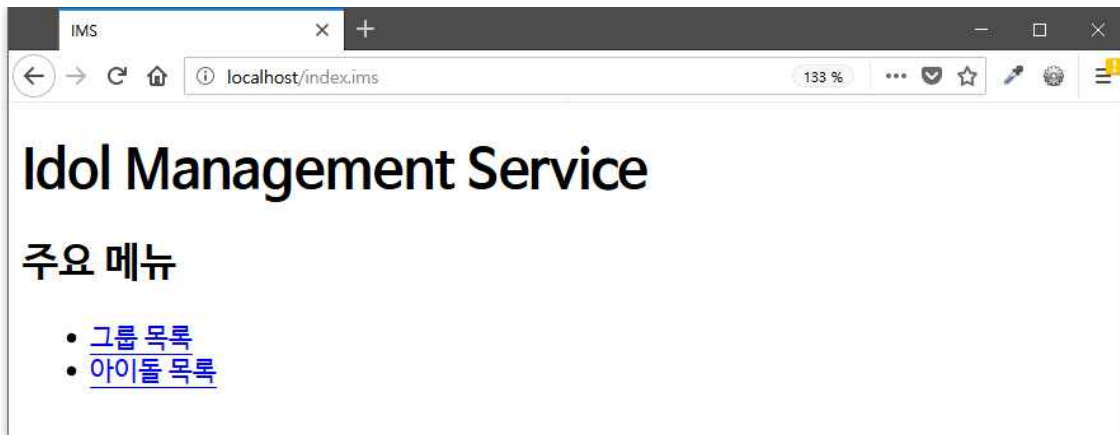 IMS
localhost/index.ims
133 %
Idol Management Service
주요 메뉴
그룹 목록
아이돌 목록